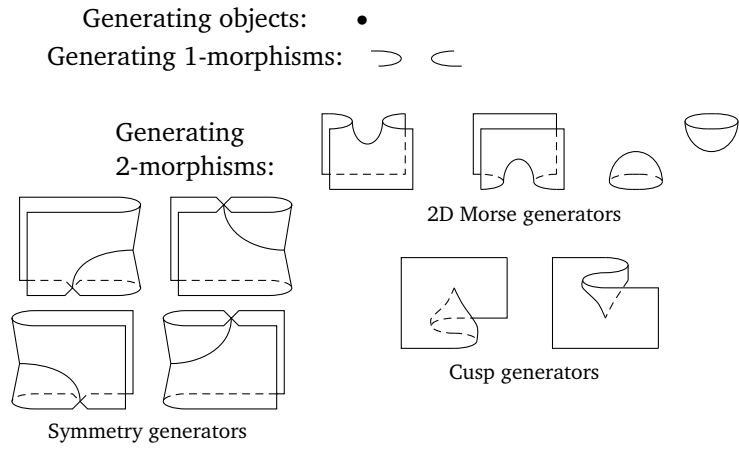 Generating objects:
Generating 1-morphisms:
Generating
2-morphisms:
2D Morse generators
Cusp generators
Symmetry generators